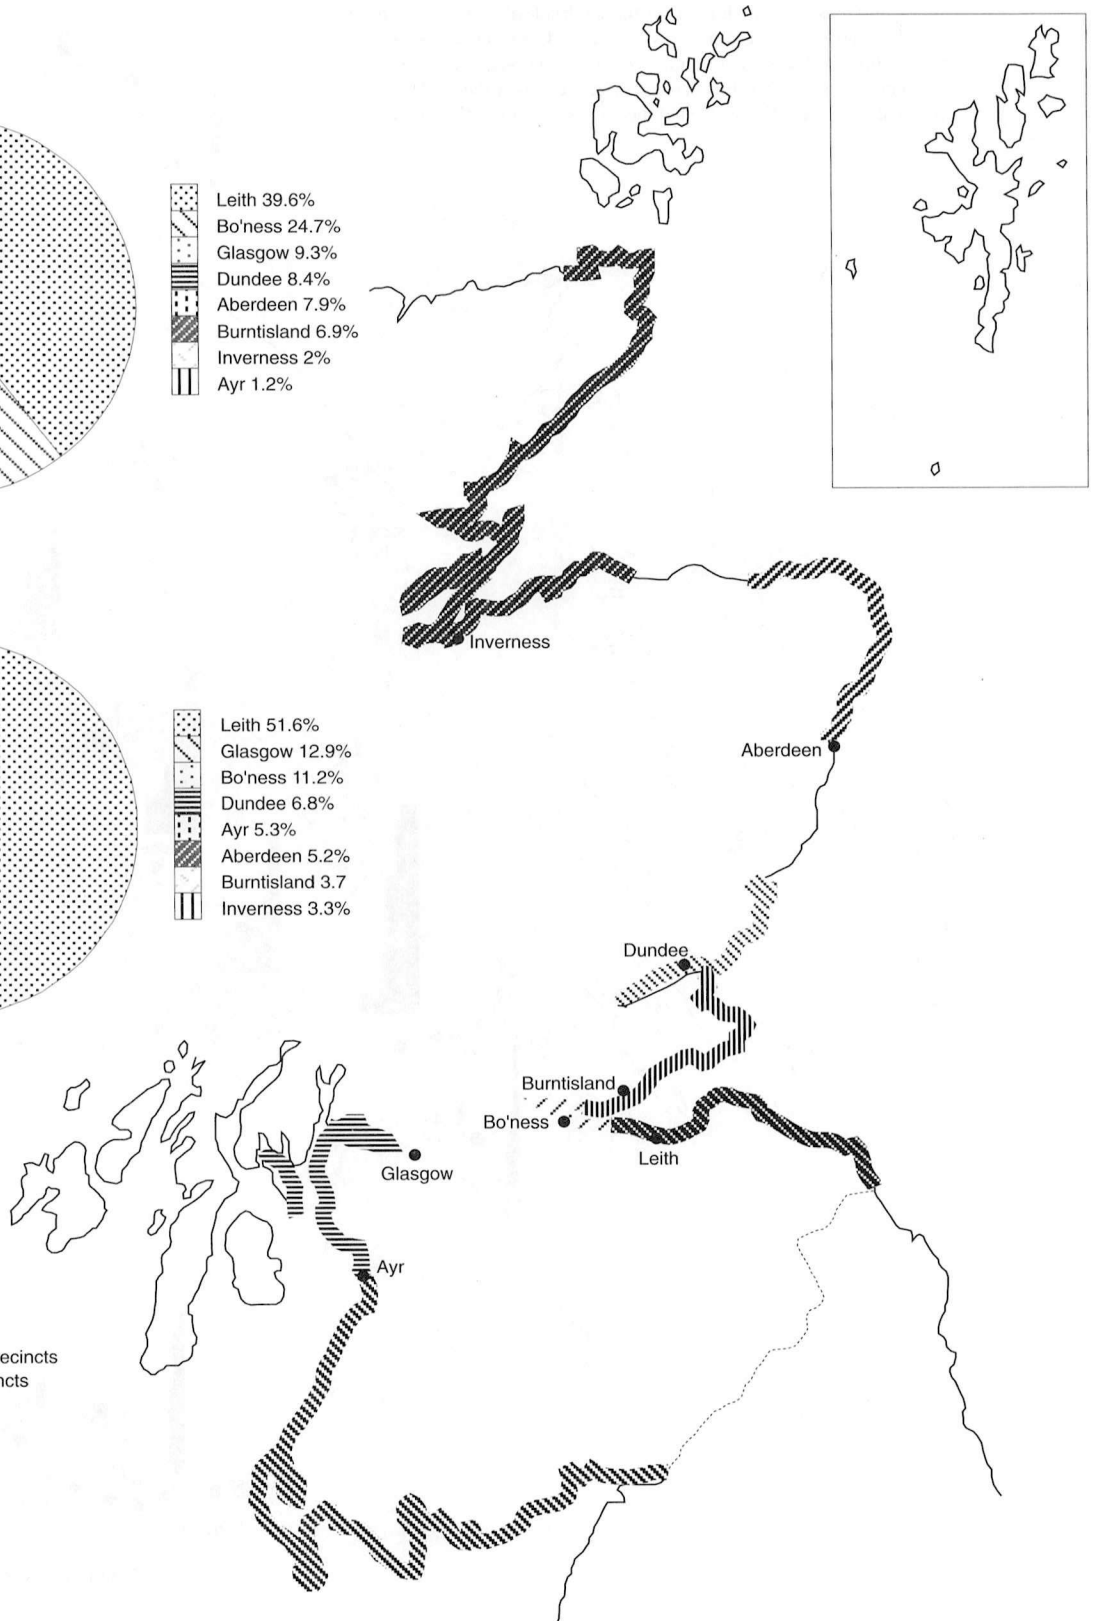 Leith 39.6%
Bo'ness 24.7%
Glasgow 9.3%
Dundee 8.4%
Aberdeen 7.9%
Burntisland 6.9%
Inverness 2%
Ayr 1.2%
Inverness
Leith 51.6%
Glasgow 12.9%
Bo'ness 11.2%
Dundee 6.8%
Ayr 5.3%
Aberdeen 5.2%
Burntisland 3.7
Inverness 3.3%
Aberdeen
Dundee
Burntisland
Bo'ness
Leith
Glasgow
Ayr
ecincts
ncts